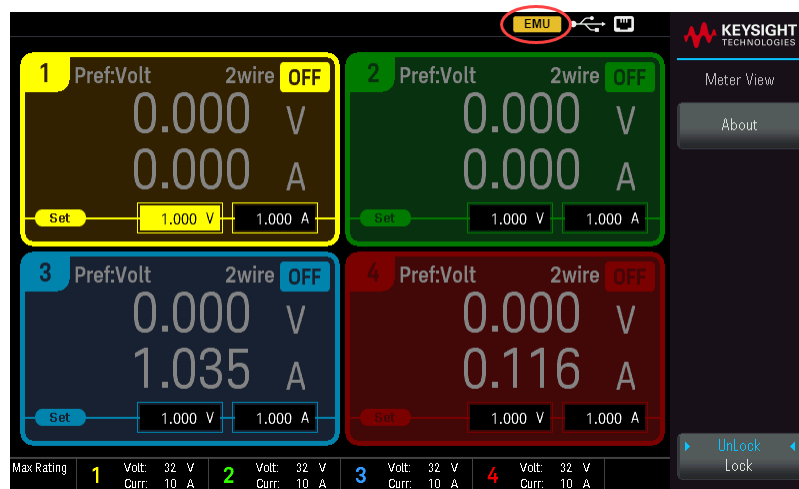 EMU
KEYSIGHT
TECHNOLOGIES
Meter View
About
1 Pref:Volt 2wire OFF
0.000 V
0.000 A
Set 1.000 V 1.000 A
2 Pref:Volt 2wire OFF
0.000 V
0.000 A
Set 1.000 V 1.000 A
3 Pref:Volt 2wire OFF
0.000 V
1.035 A
Set 1.000 V 1.000 A
4 Pref:Volt 2wire OFF
0.000 V
0.116 A
Set 1.000 V 1.000 A
UnLock
Lock
Max Rating 1 Volt: 32 V 2 Volt: 32 V 3 Volt: 32 V 4 Volt: 32 V
Curr: 10 A Curr: 10 A Curr: 10 A Curr: 10 A